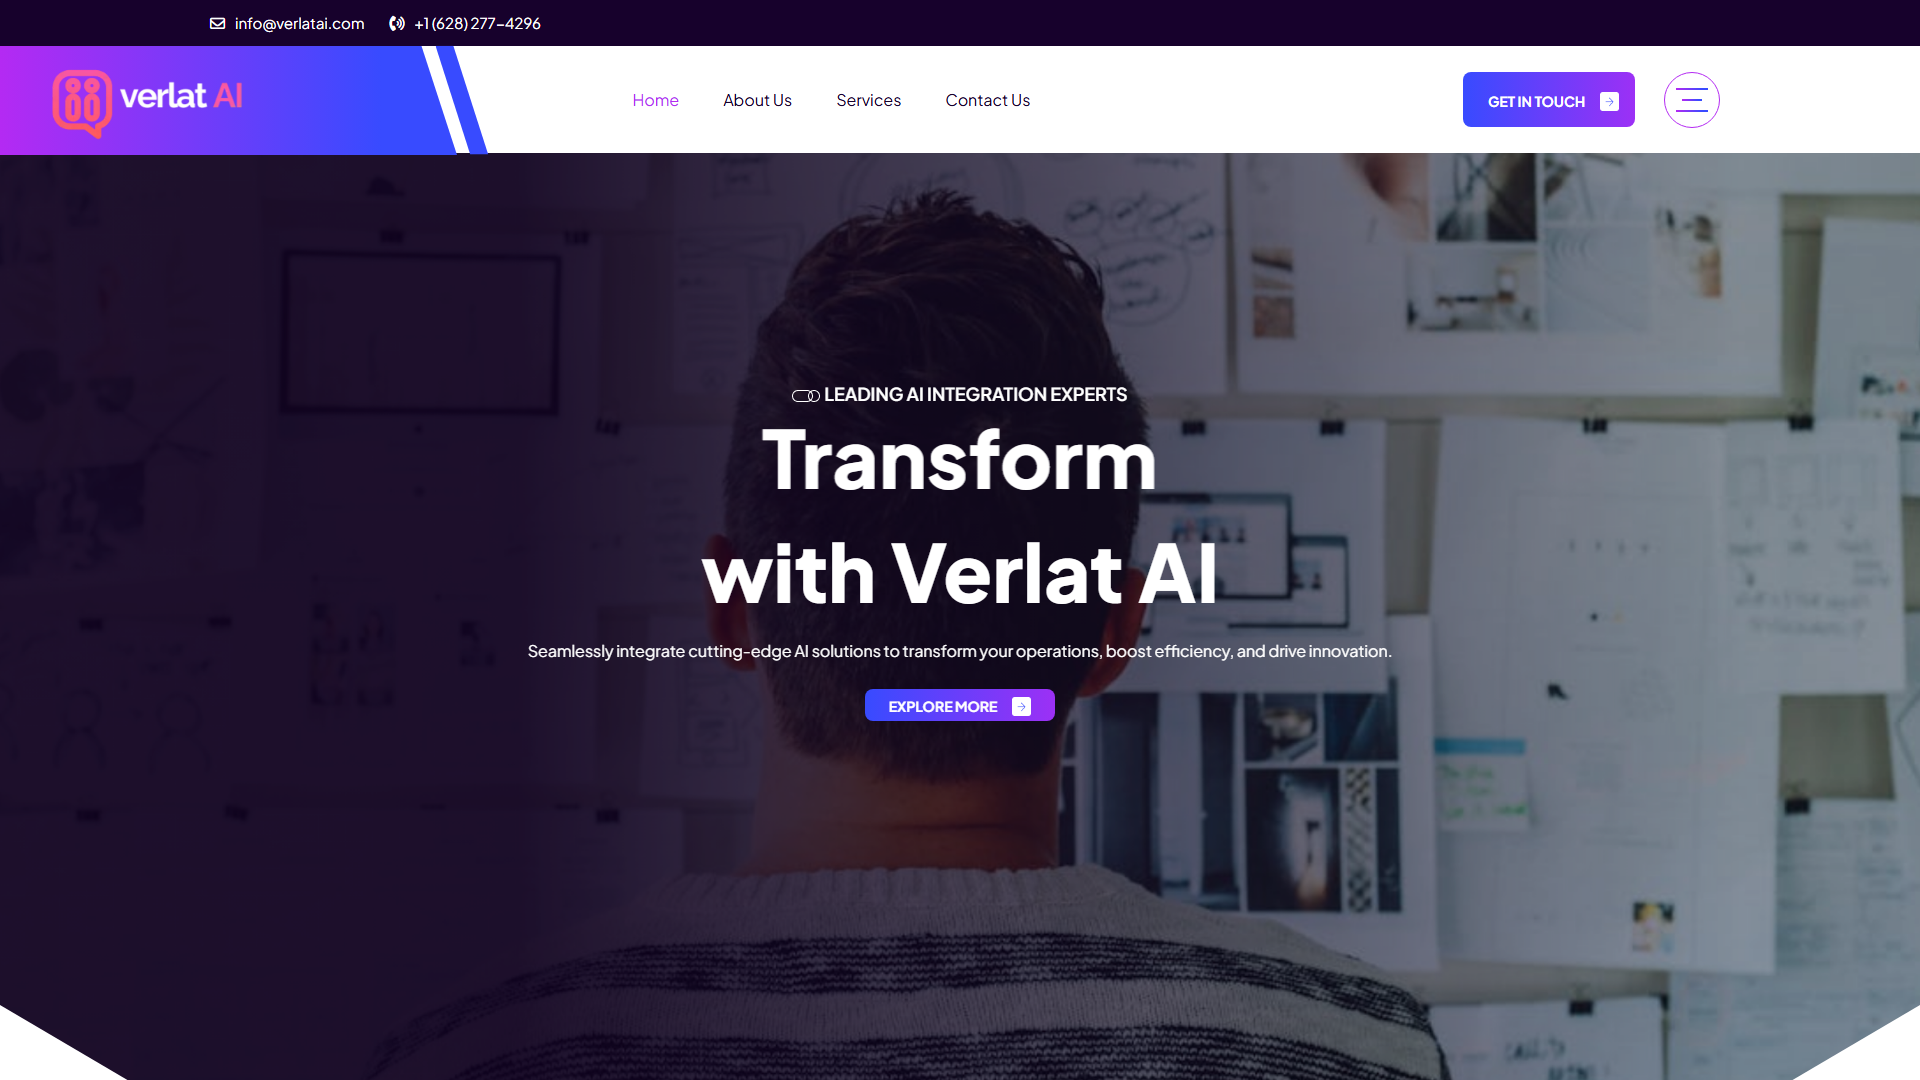 info@verlatai.com +1 (628) 277-4296
verlat AI
Home About Us Services Contact Us
GET IN TOUCH
LEADING AI INTEGRATION EXPERTS
Transform
with Verlat AI
Seamlessly integrate cutting-edge AI solutions to transform your operations, boost efficiency, and drive innovation.
EXPLORE MORE